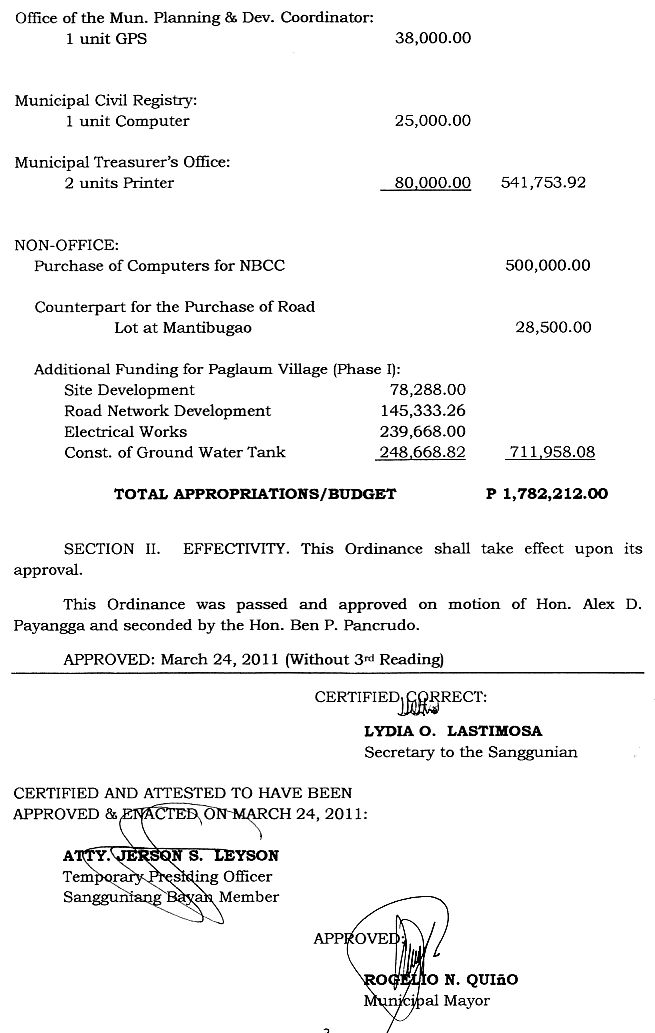 Office of the Mun. Planning & Dev. Coordinator:
1 unit GPS 38,000.00
Municipal Civil Registry:
1 unit Computer 25,000.00
Municipal Treasurer's Office:
2 units Printer 80,000.00 541,753.92
NON-OFFICE:
Purchase of Computers for NBCC 500,000.00
Counterpart for the Purchase of Road
Lot at Mantibugao 28,500.00
Additional Funding for Paglaum Village (Phase I):
Site Development 78,288.00
Road Network Development 145,333.26
Electrical Works 239,668.00
Const. of Ground Water Tank 248,668.82 711,958.08
TOTAL APPROPRIATIONS/BUDGET P 1,782,212.00
SECTION II. EFFECTIVITY. This Ordinance shall take effect upon its
approval.
This Ordinance was passed and approved on motion of Hon. Alex D.
Payangga and seconded by the Hon. Ben P. Pancrudo.
APPROVED: March 24, 2011 (Without 3rd Reading)
CERTIFIED CORRECT:
LYDIA O. LASTIMOSA
Secretary to the Sanggunian
CERTIFIED AND ATTESTED TO HAVE BEEN
APPROVED & ENACTED ON MARCH 24, 2011:
ATTY. JERSON S. LEYSON
Temporary Presiding Officer
Sangguniang Bayan Member
APPROVED:
ROGELIO N. QUIñO
Municipal Mayor